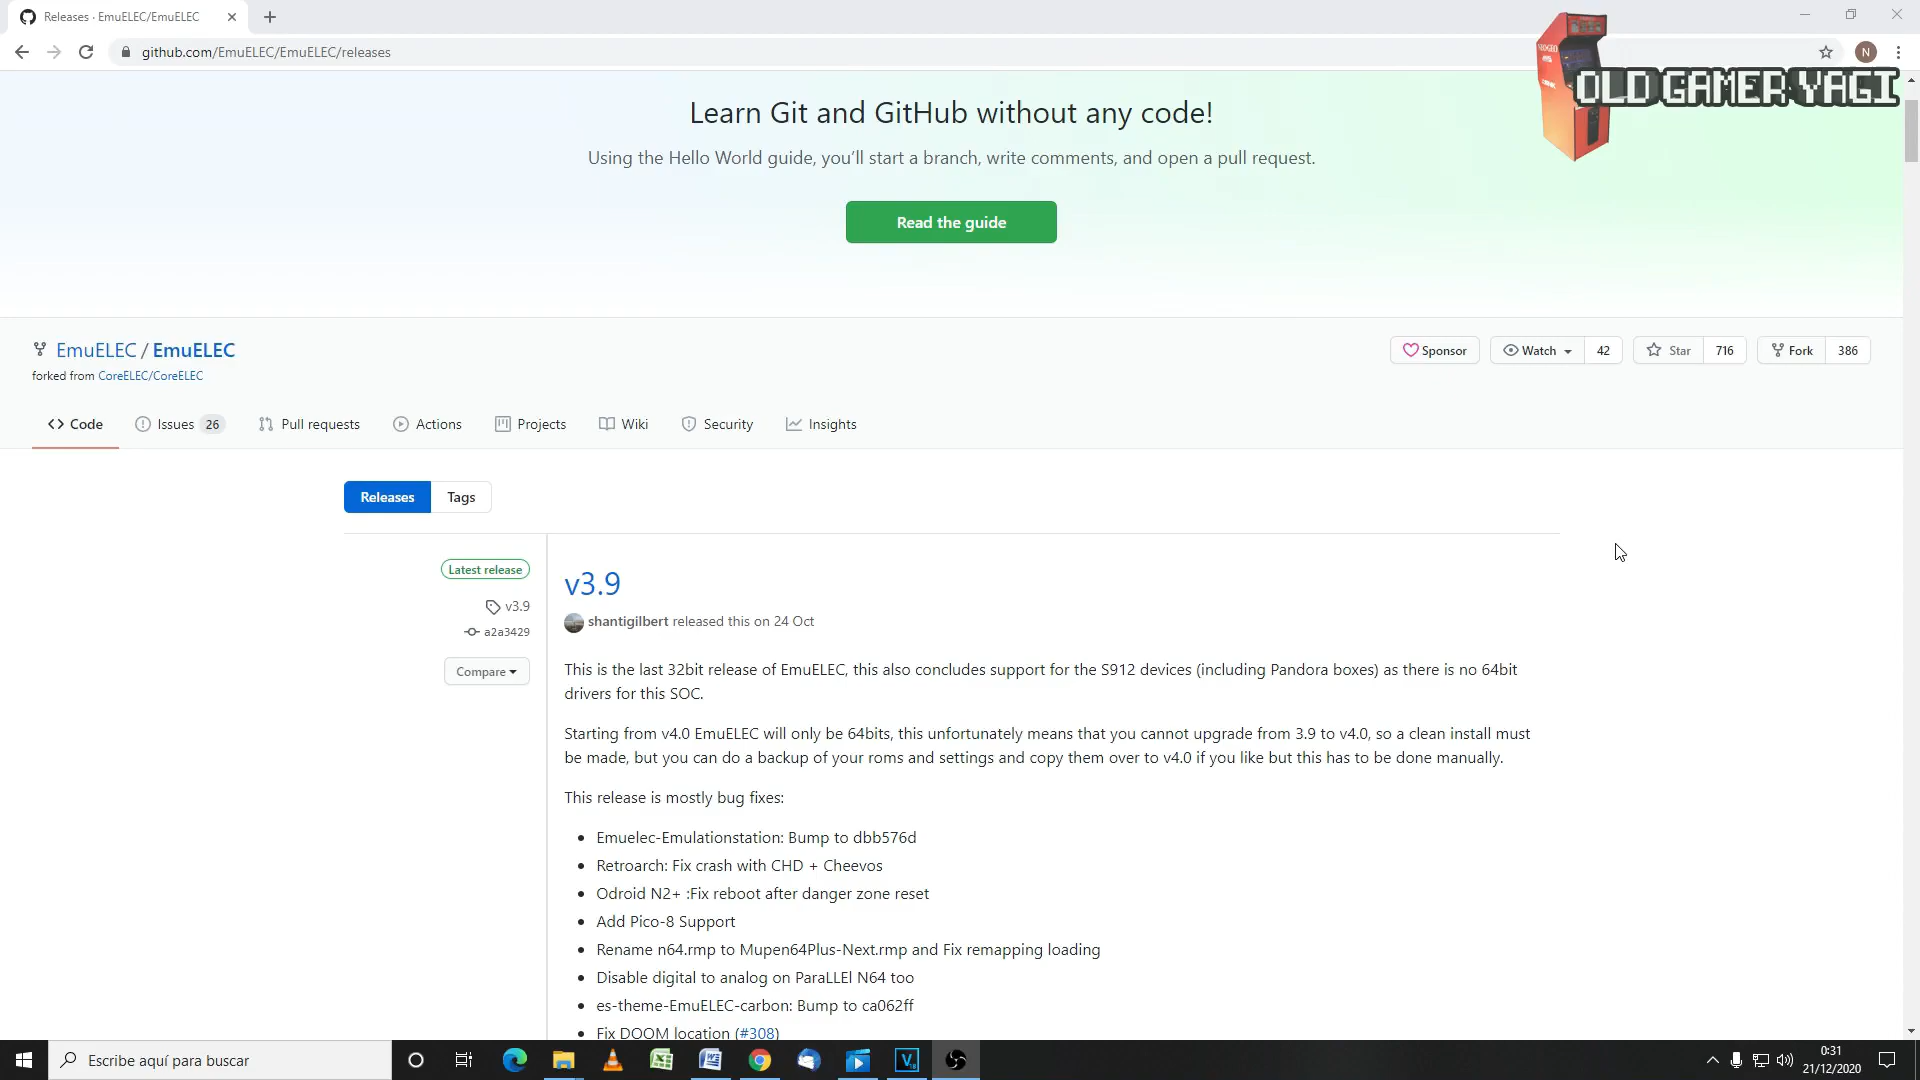 Releases · EmuELEC/EmuELEC
github.com/EmuELEC/EmuELEC/releases
N
OLD GAMER YAGI
Learn Git and GitHub without any code!
Using the Hello World guide, you’ll start a branch, write comments, and open a pull request.
Read the guide
EmuELEC / EmuELEC
Sponsor
Watch 42
Star 716
Fork 386
forked from CoreELEC/CoreELEC
Code
Issues 26
Pull requests
Actions
Projects
Wiki
Security
Insights
Releases
Tags
Latest release
v3.9
a2a3429
Compare
v3.9
shantigilbert released this on 24 Oct
This is the last 32bit release of EmuELEC, this also concludes support for the S912 devices (including Pandora boxes) as there is no 64bit
drivers for this SOC.
Starting from v4.0 EmuELEC will only be 64bits, this unfortunately means that you cannot upgrade from 3.9 to v4.0, so a clean install must
be made, but you can do a backup of your roms and settings and copy them over to v4.0 if you like but this has to be done manually.
This release is mostly bug fixes:
Emuelec-Emulationstation: Bump to dbb576d
Retroarch: Fix crash with CHD + Cheevos
Odroid N2+ :Fix reboot after danger zone reset
Add Pico-8 Support
Rename n64.rmp to Mupen64Plus-Next.rmp and Fix remapping loading
Disable digital to analog on ParaLLEl N64 too
es-theme-EmuELEC-carbon: Bump to ca062ff
Fix DOOM location (#308)
Escribe aquí para buscar
0:31
21/12/2020